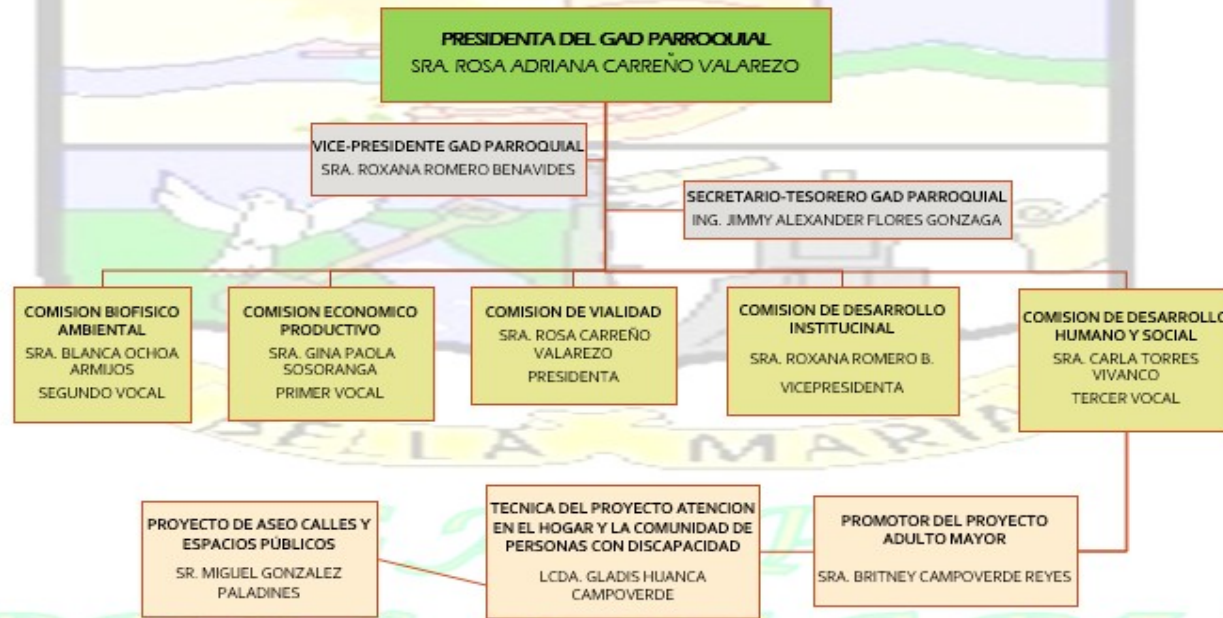 PRESIDENTA DEL GAD PARROQUIAL
SRA. ROSA ADRIANA CARREÑO VALAREZO
VICE-PRESIDENTE GAD PARROQUIAL
SRA. ROXANA ROMERO BENAVIDES
SECRETARIO-TESORERO GAD PARROQUIAL
ING. JIMMY ALEXANDER FLORES GONZAGA
COMISION BIOFISICO
AMBIENTAL
SRA. BLANCA OCHOA
ARMIJOS
SEGUNDO VOCAL
COMISION ECONOMICO
PRODUCTIVO
SRA. GINA PAOLA
SOSORANGA
PRIMER VOCAL
COMISION DE VIALIDAD
SRA. ROSA CARREÑO
VALAREZO
PRESIDENTA
COMISION DE DESARROLLO
INSTITUCINAL
SRA. ROXANA ROMERO B.
VICEPRESIDENTA
COMISION DE DESARROLLO
HUMANO Y SOCIAL
SRA. CARLA TORRES
VIVANCO
TERCER VOCAL
BELLA MARIA
PROYECTO DE ASEO CALLES Y
ESPACIOS PÚBLICOS
SR. MIGUEL GONZALEZ
PALADINES
TECNICA DEL PROYECTO ATENCION
EN EL HOGAR Y LA COMUNIDAD DE
PERSONAS CON DISCAPACIDAD
LCDA. GLADIS HUANCA
CAMPOVERDE
PROMOTOR DEL PROYECTO
ADULTO MAYOR
SRA. BRITNEY CAMPOVERDE REYES